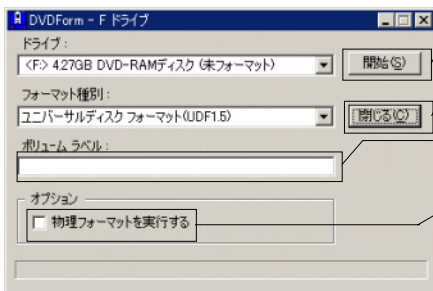 DVDForm - F ドライブ
ドライブ :
<F:> 4.27GB DVD-RAMディスク (未フォーマット)
開始(S)
フォーマット種別 :
ユニバーサルディスク フォーマット(UDF1.5)
閉じる(C)
ボリューム ラベル :
オプション
物理フォーマットを実行する